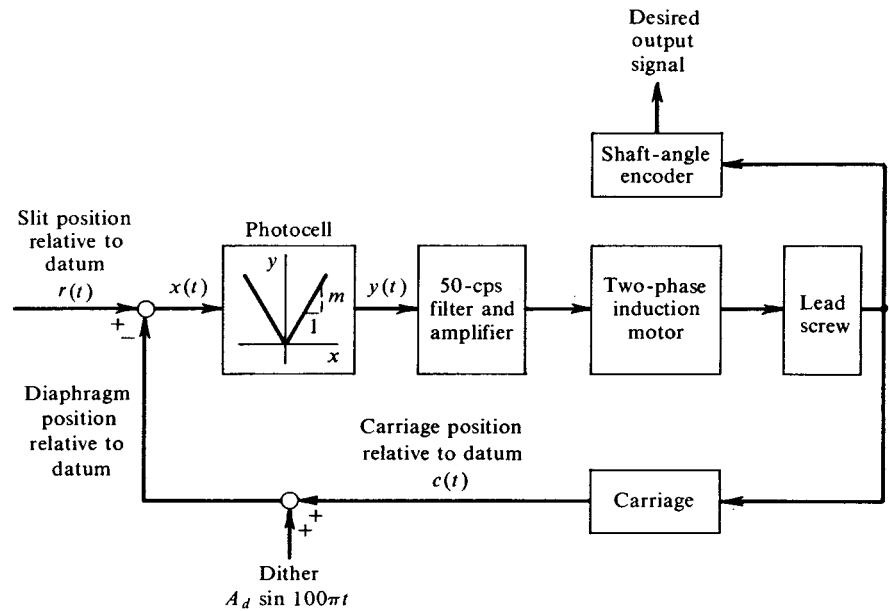 Desired
output
signal
Shaft-angle
encoder
Slit position
relative to
datum
r(t)
+
−
x(t)
Photocell
y
m
1
x
y(t)
50-cps
filter and
amplifier
Two-phase
induction
motor
Lead
screw
Diaphragm
position
relative to
datum
Carriage position
relative to datum
c(t)
Carriage
+
+
Dither
A_d sin 100πt